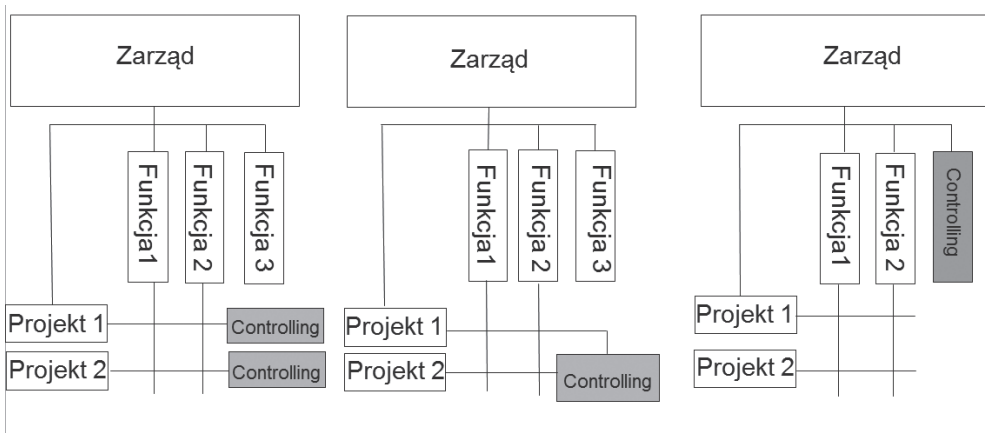 Zarząd
Funkcja1
Funkcja 2
Funkcja 3
Projekt 1
Controlling
Projekt 2
Controlling
Zarząd
Funkcja1
Funkcja 2
Funkcja 3
Projekt 1
Projekt 2
Controlling
Zarząd
Funkcja1
Funkcja 2
Controlling
Projekt 1
Projekt 2